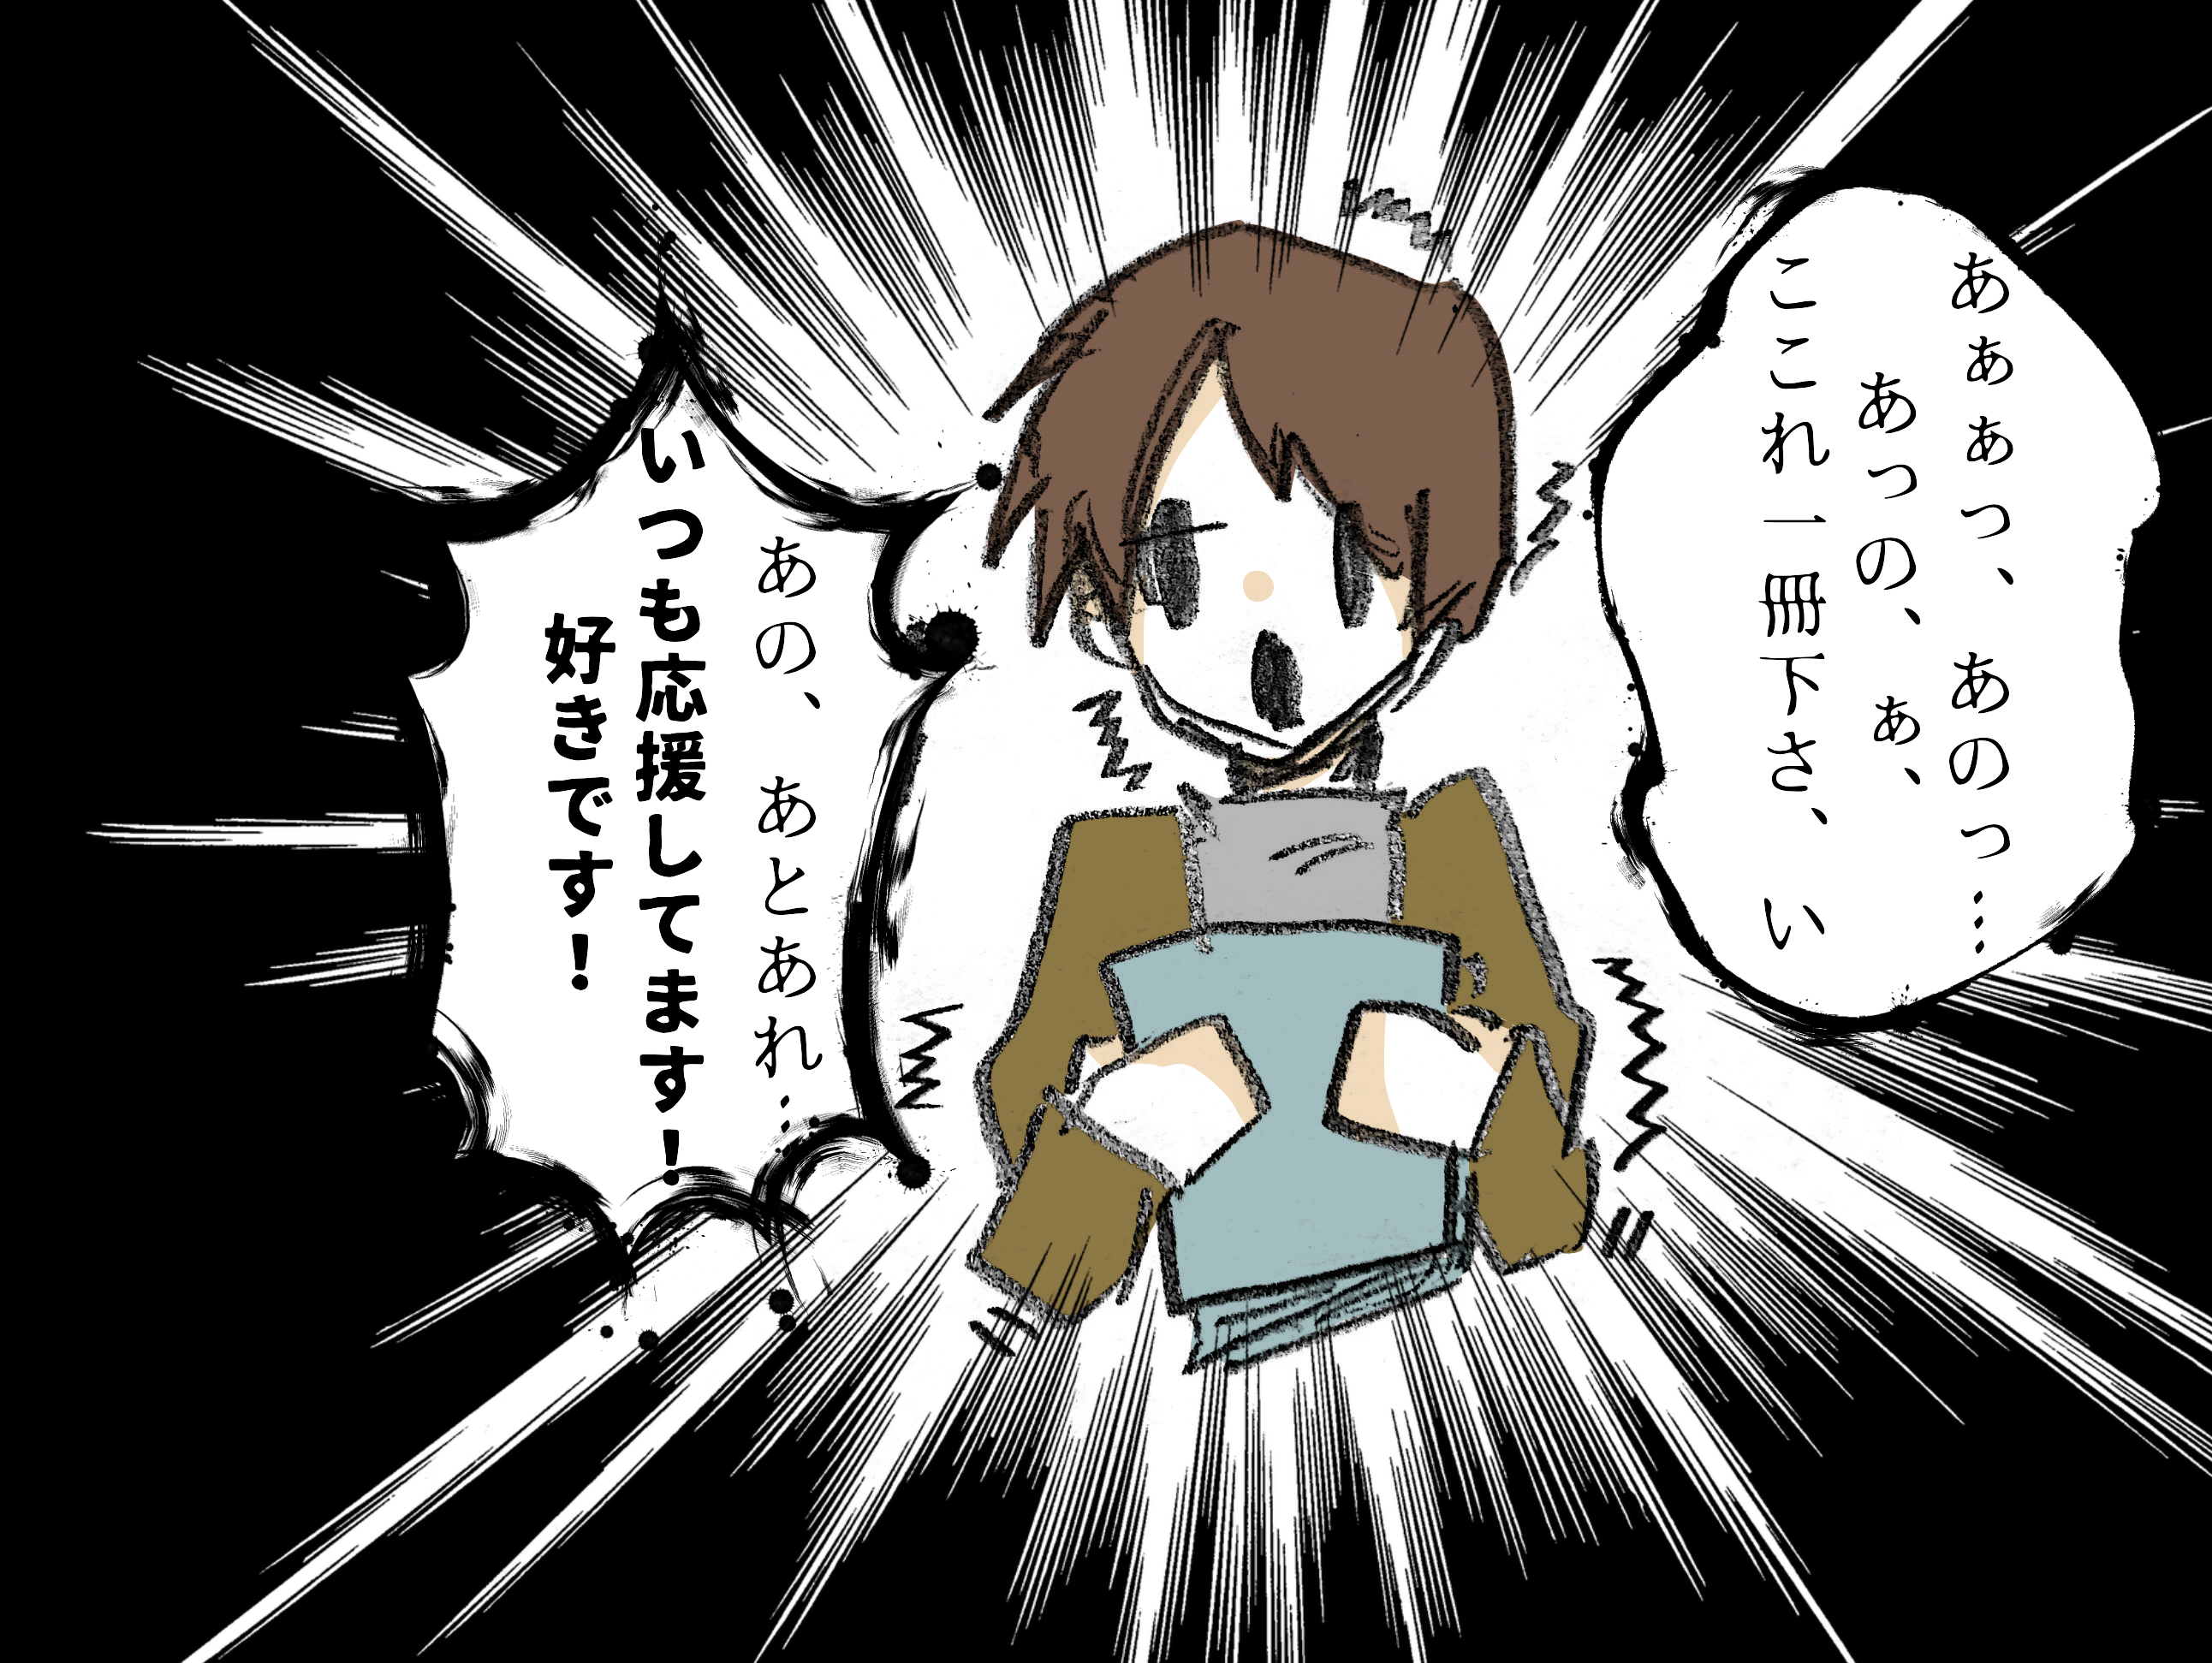 あぁぁっ、あのっ…
あっの、ぁ、
ここれ一冊下さ、い
あの、あとあれ…
いつも応援してます！
好きです！